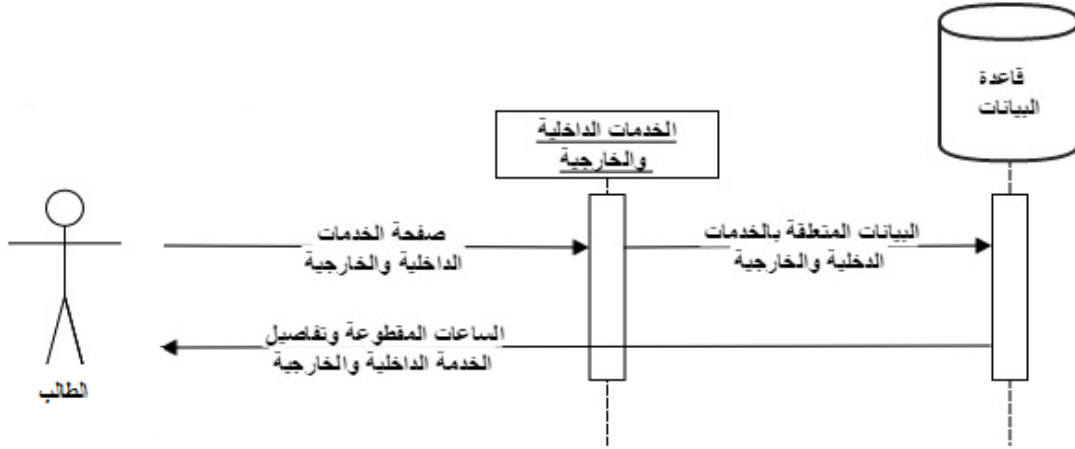 قاعدة
البيانات
الخدمات الداخلية
والخارجية
صفحة الخدمات
الداخلية والخارجية
البيانات المتعلقة بالخدمات
الدخلية والخارجية
الساعات المقطوعة وتفاصيل
الخدمة الداخلية والخارجية
الطالب